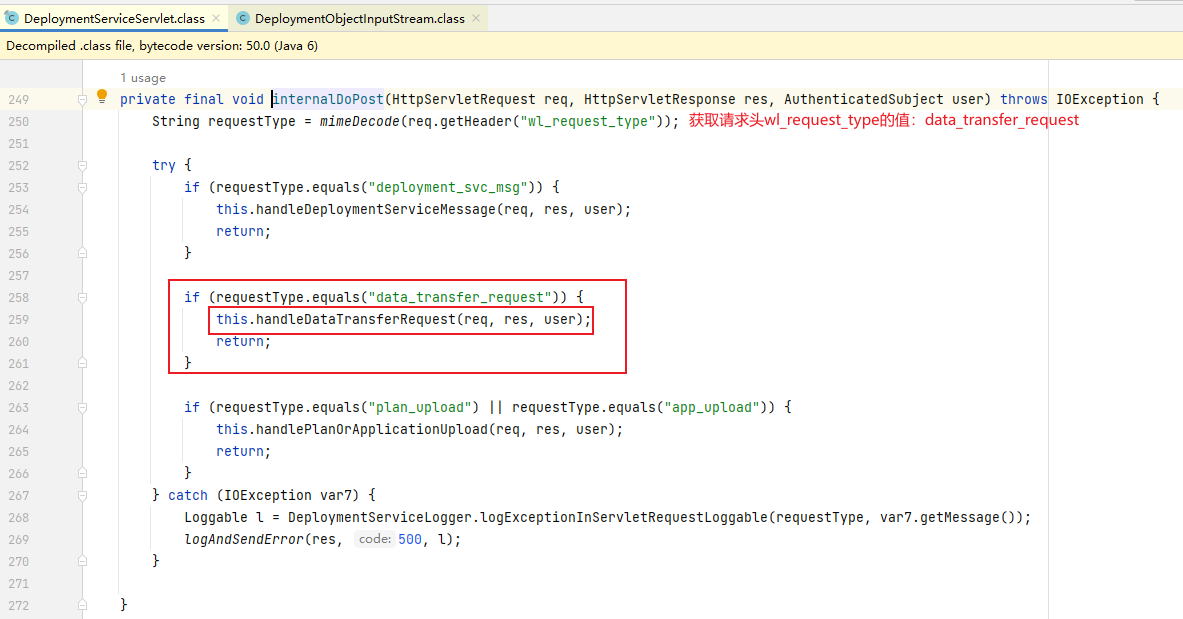 DeploymentServiceServlet.class × DeploymentObjectInputStream.class ×
Decompiled .class file, bytecode version: 50.0 (Java 6)
1 usage
249 private final void internalDoPost(HttpServletRequest req, HttpServletResponse res, AuthenticatedSubject user) throws IOException {
250 String requestType = mimeDecode(req.getHeader("wl_request_type")); 获取请求头wl_request_type的值：data_transfer_request
251
252 try {
253 if (requestType.equals("deployment_svc_msg")) {
254 this.handleDeploymentServiceMessage(req, res, user);
255 return;
256 }
257
258 if (requestType.equals("data_transfer_request")) {
259 this.handleDataTransferRequest(req, res, user);
260 return;
261 }
262
263 if (requestType.equals("plan_upload") || requestType.equals("app_upload")) {
264 this.handlePlanOrApplicationUpload(req, res, user);
265 return;
266 }
267 } catch (IOException var7) {
268 Loggable l = DeploymentServiceLogger.logExceptionInServletRequestLoggable(requestType, var7.getMessage());
269 logAndSendError(res, code: 500, l);
270 }
271
272 }